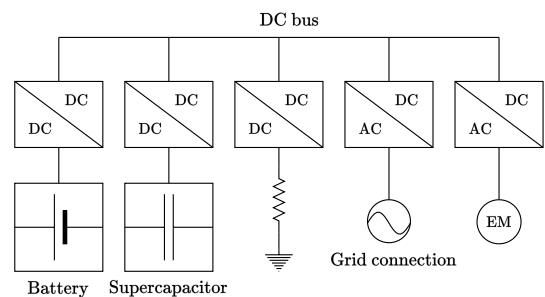 DC bus
DC DC DC DC DC
DC DC DC AC AC
EM
Grid connection
Battery Supercapacitor